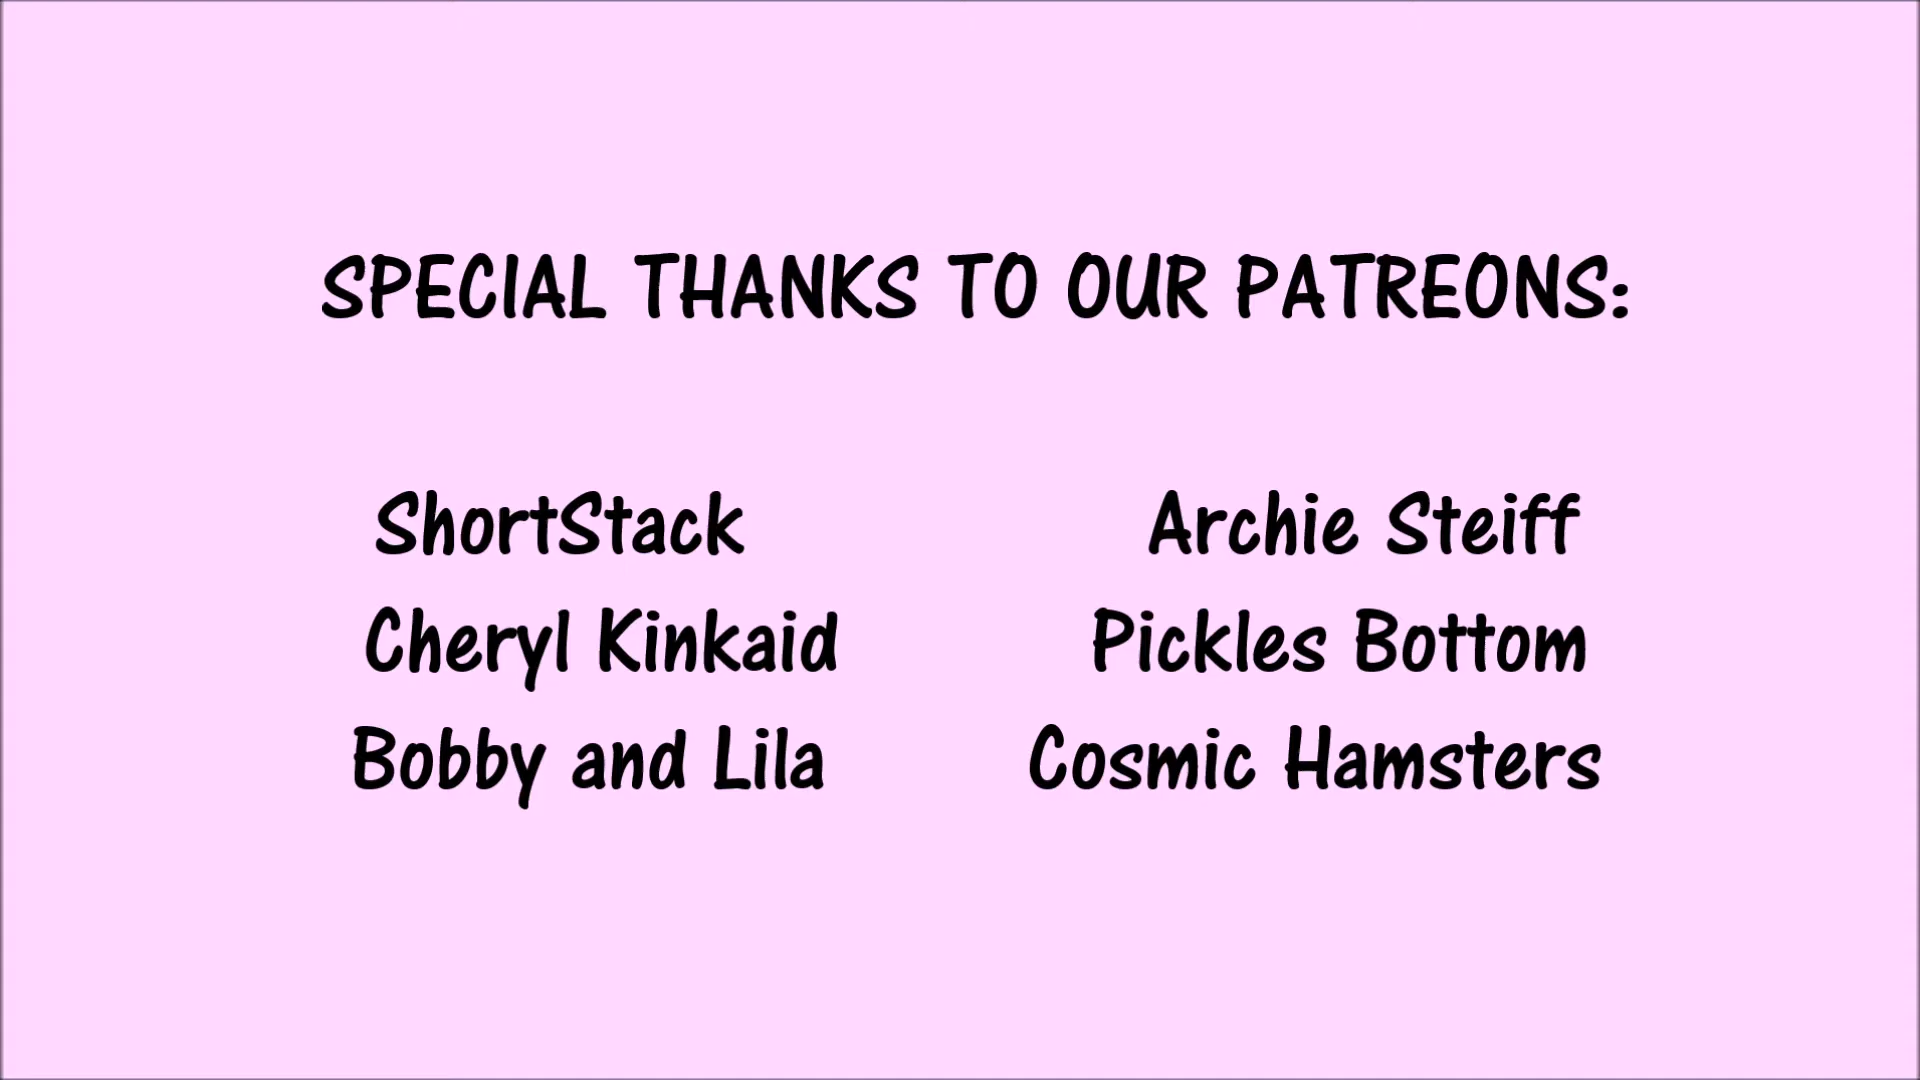 SPECIAL THANKS TO OUR PATREONS:
ShortStack Archie Steiff
Cheryl Kinkaid Pickles Bottom
Bobby and Lila Cosmic Hamsters